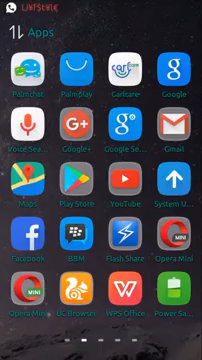 LifStyle
Apps
Palmchat
Palmplay
Carlcare
Google
Voice Sea...
Google+
Google Se...
Gmail
Maps
Play Store
YouTube
System U...
Facebook
BBM
Flash Share
Opera Mini
Opera Mini
UC Browser
WPS Office
Power Sa...